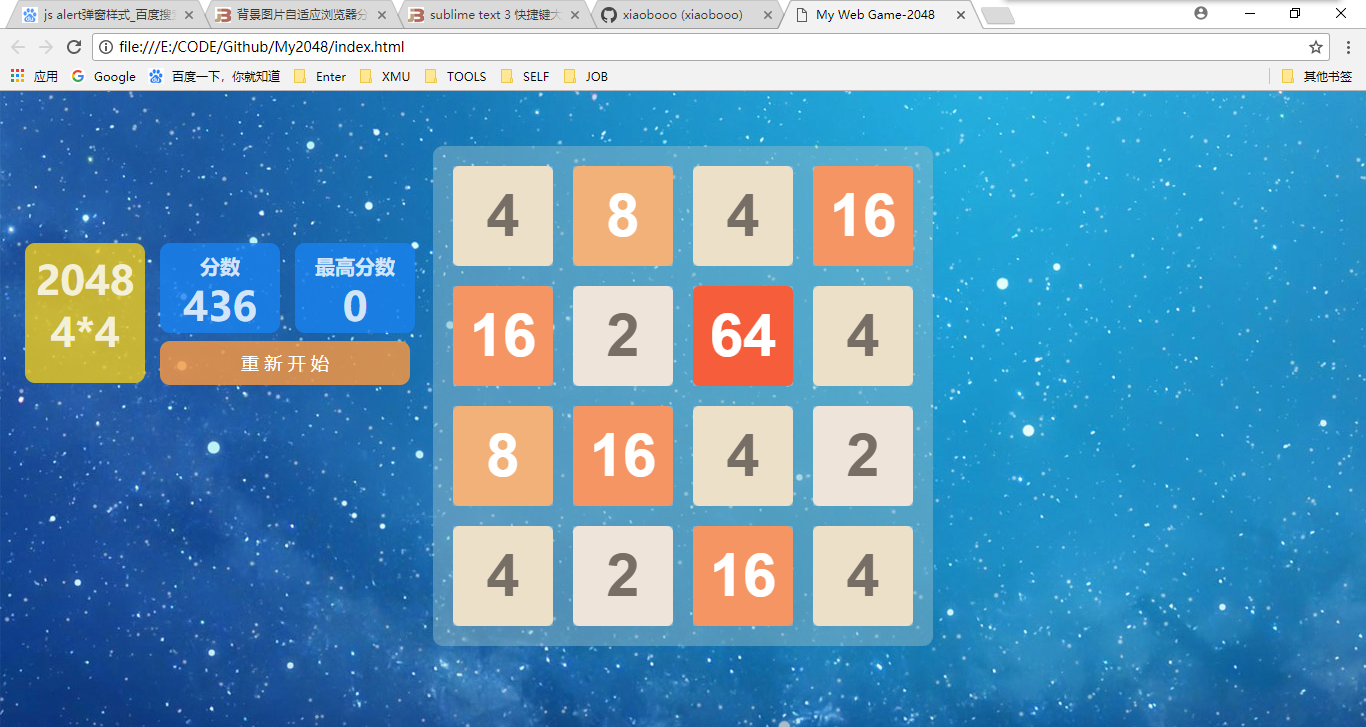 js alert弹窗样式_百度搜
背景图片自适应浏览器分
sublime text 3 快捷键大
xiaobooo (xiaobooo)
My Web Game-2048
file:///E:/CODE/Github/My2048/index.html
应用 Google 百度一下，你就知道 Enter XMU TOOLS SELF JOB 其他书签
2048
4*4
分数
436
最高分数
0
重新开始
4 8 4 16
16 2 64 4
8 16 4 2
4 2 16 4